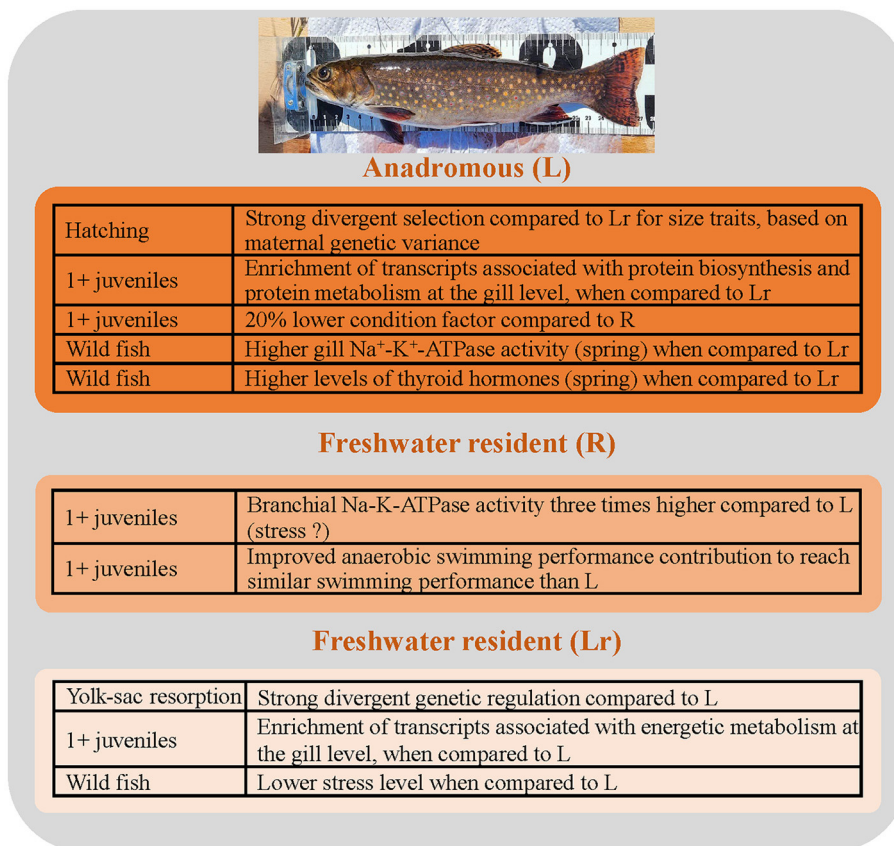 Anadromous (L)
Hatching
Strong divergent selection compared to Lr for size traits, based on
maternal genetic variance
1+ juveniles
Enrichment of transcripts associated with protein biosynthesis and
protein metabolism at the gill level, when compared to Lr
1+ juveniles
20% lower condition factor compared to R
Wild fish
Higher gill Na⁺-K⁺-ATPase activity (spring) when compared to Lr
Wild fish
Higher levels of thyroid hormones (spring) when compared to Lr
Freshwater resident (R)
1+ juveniles
Branchial Na-K-ATPase activity three times higher compared to L
(stress ?)
1+ juveniles
Improved anaerobic swimming performance contribution to reach
similar swimming performance than L
Freshwater resident (Lr)
Yolk-sac resorption
Strong divergent genetic regulation compared to L
1+ juveniles
Enrichment of transcripts associated with energetic metabolism at
the gill level, when compared to L
Wild fish
Lower stress level when compared to L